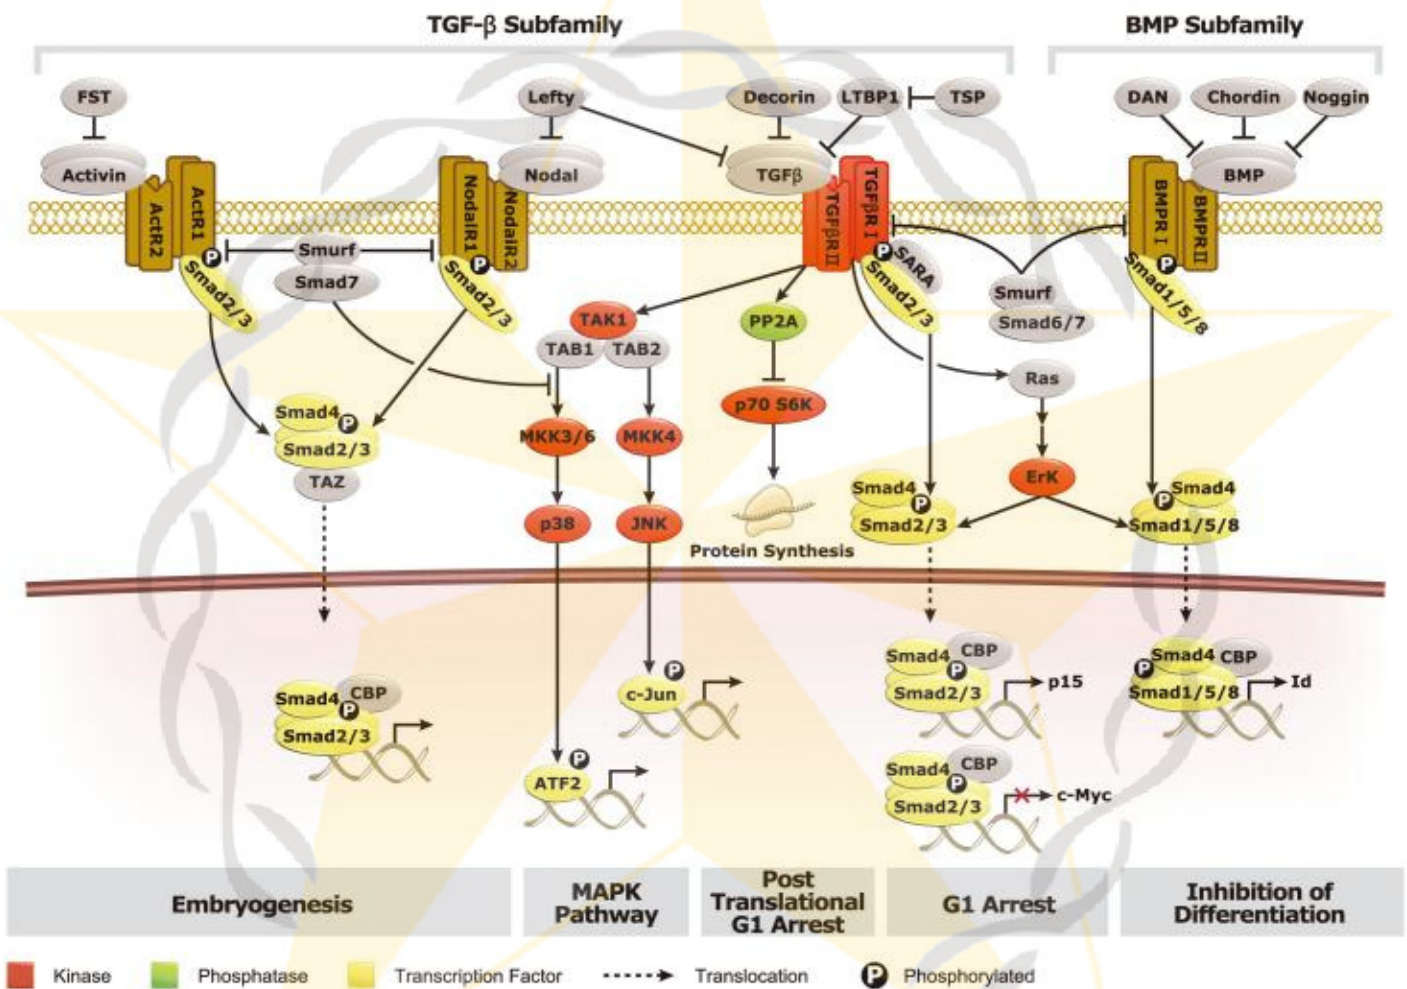 TGF-β Subfamily
BMP Subfamily
FST
Lefty
Decorin
LTBP1
TSP
DAN
Chordin
Noggin
Activin
Nodal
TGFβ
BMP
ActR2
ActR1
NodalR1
NodalR2
TGFβR II
TGFβR I
BMPR I
BMPR II
P
P
P
P
Smurf
Smad7
Smad2/3
Smad2/3
Smad2/3
SARA
Smurf
Smad6/7
Smad1/5/8
TAK1
TAB1
TAB2
PP2A
Ras
Smad4
P
Smad2/3
TAZ
MKK3/6
MKK4
p70 S6K
ErK
p38
JNK
Protein Synthesis
Smad4
P
Smad2/3
Smad4
P
Smad1/5/8
Smad4
CBP
P
Smad2/3
P
c-Jun
P
ATF2
Smad4
CBP
P
Smad2/3
p15
Smad4
CBP
P
Smad2/3
c-Myc
Smad4
CBP
P
Smad1/5/8
Id
Embryogenesis
MAPK
Pathway
Post
Translational
G1 Arrest
G1 Arrest
Inhibition of
Differentiation
Kinase
Phosphatase
Transcription Factor
Translocation
P
Phosphorylated